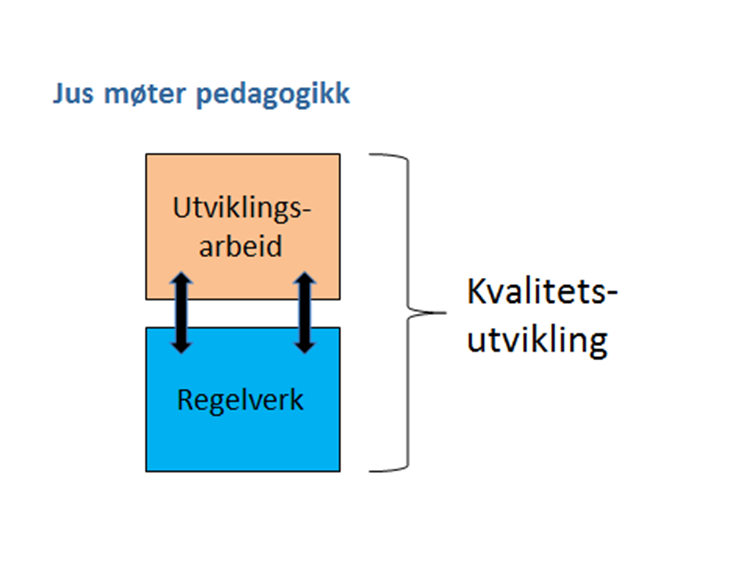 Jus møter pedagogikk
Utviklings-
arbeid
Kvalitets-
utvikling
Regelverk